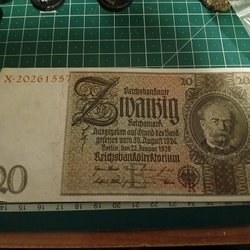 X·20261557
20
20
Reichsbanknote
Zwanzig
Reichsmark
Ausgegeben auf Grund des Bank-
gesetzes vom 30. August 1924
Berlin, den 22. Januar 1929
Reichsbankdirektorium
20